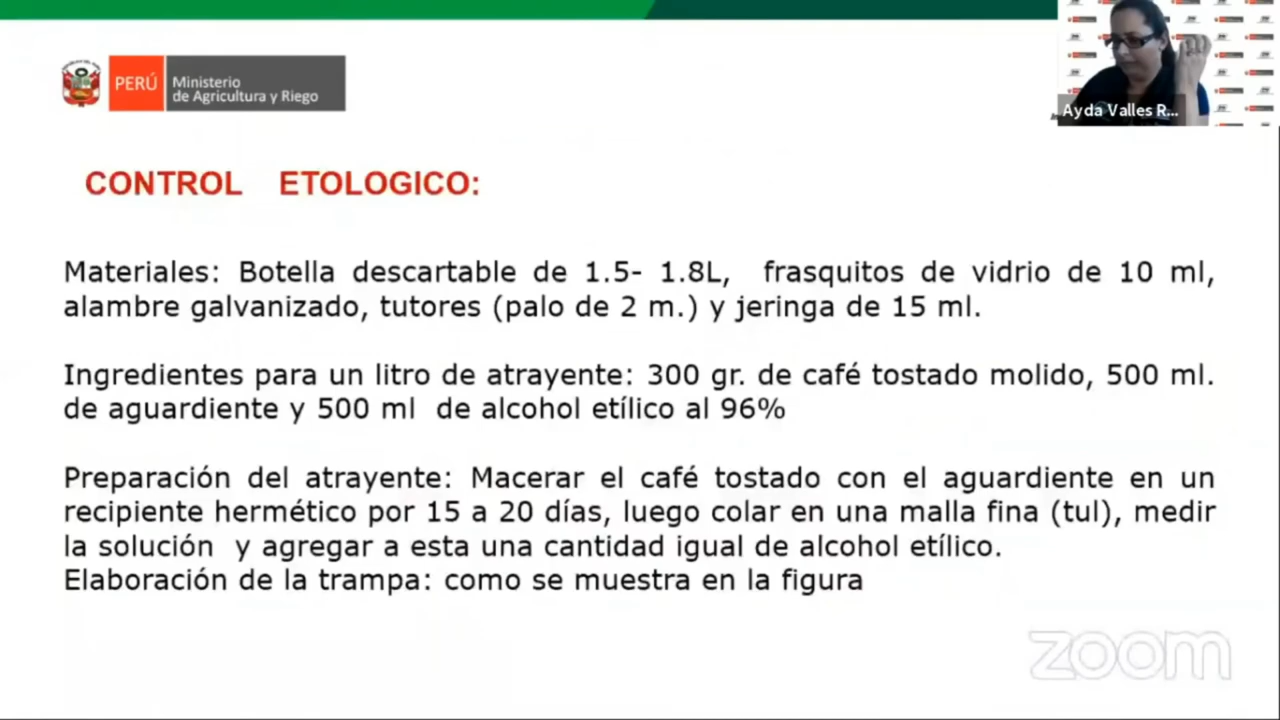 PERÚ
Ministerio
de Agricultura y Riego
Ayda Valles R...
CONTROL ETOLOGICO:
Materiales: Botella descartable de 1.5- 1.8L, frasquitos de vidrio de 10 ml,
alambre galvanizado, tutores (palo de 2 m.) y jeringa de 15 ml.
Ingredientes para un litro de atrayente: 300 gr. de café tostado molido, 500 ml.
de aguardiente y 500 ml de alcohol etílico al 96%
Preparación del atrayente: Macerar el café tostado con el aguardiente en un
recipiente hermético por 15 a 20 días, luego colar en una malla fina (tul), medir
la solución y agregar a esta una cantidad igual de alcohol etílico.
Elaboración de la trampa: como se muestra en la figura
zoom